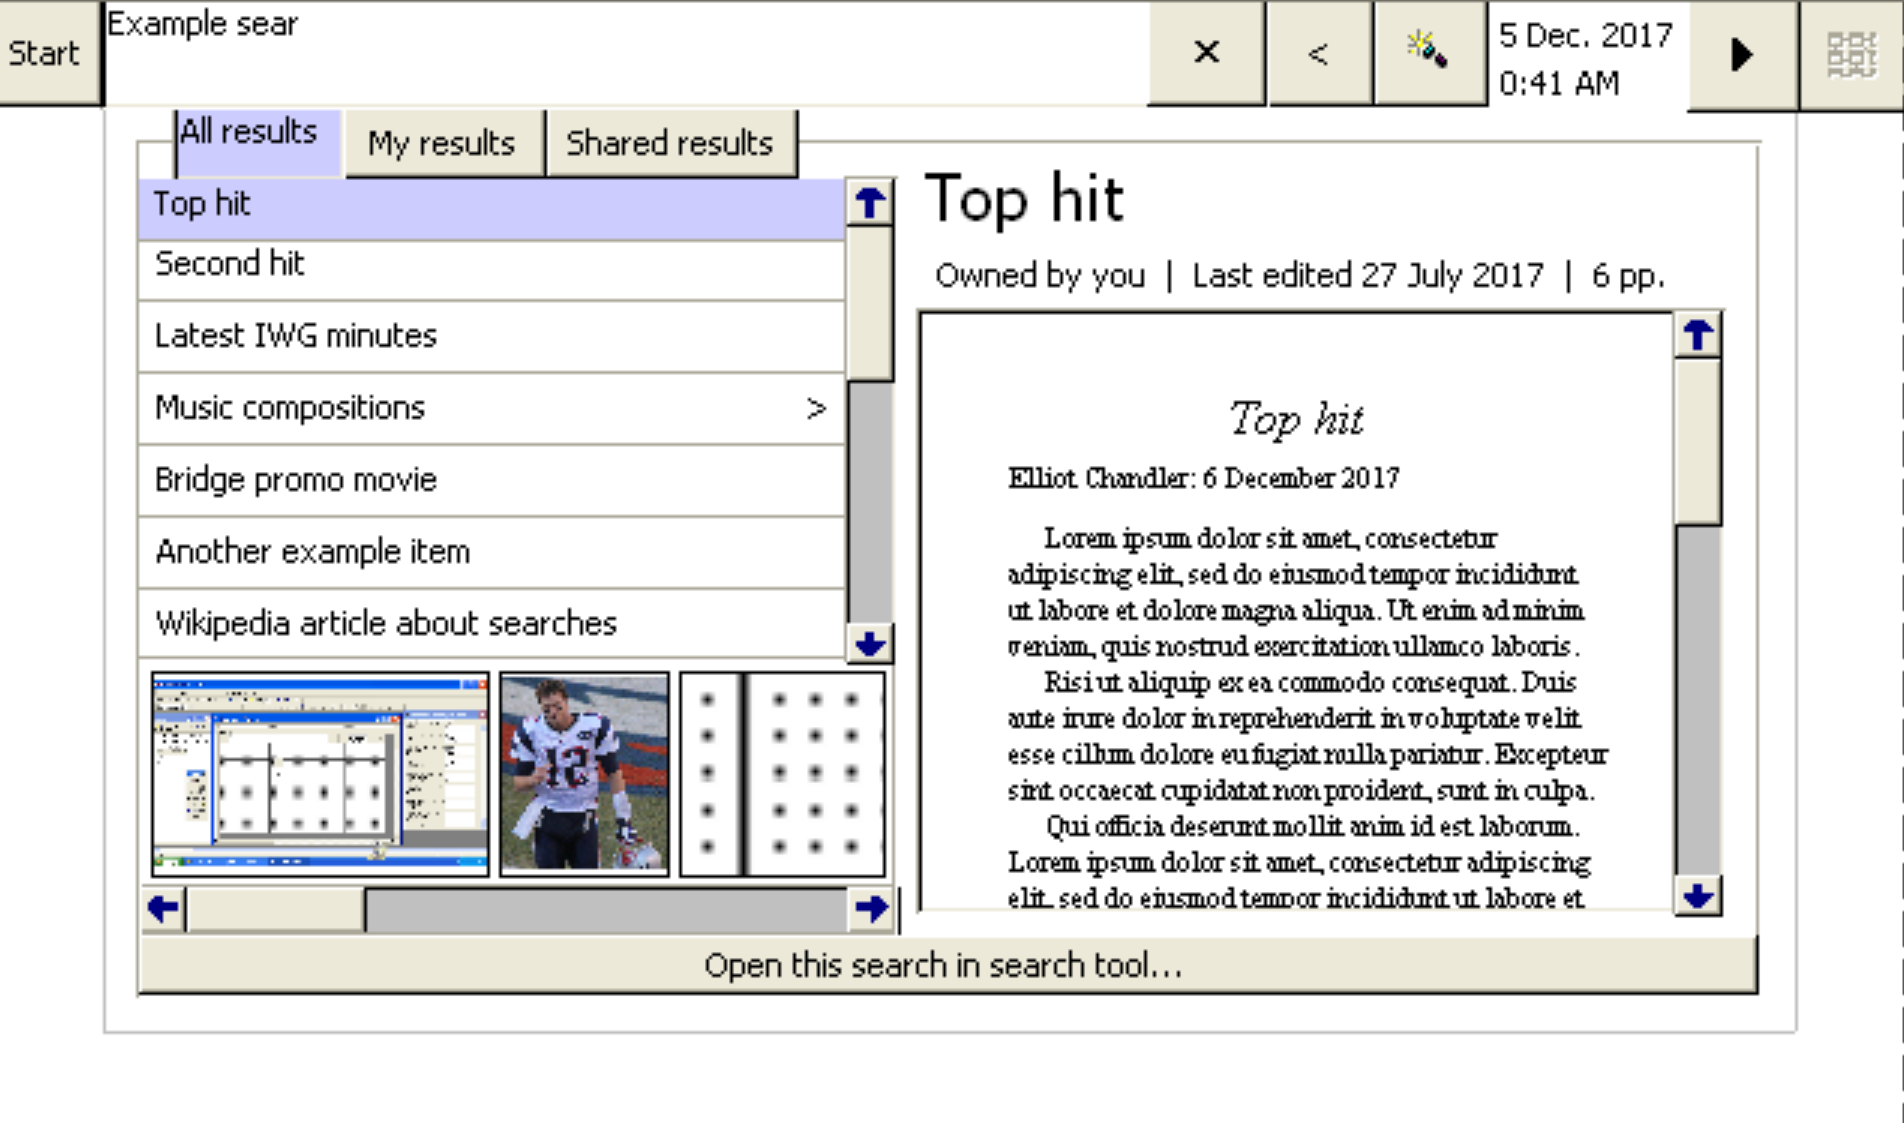 Start
Example sear
×
<
5 Dec. 2017
0:41 AM
All results
My results
Shared results
Top hit
Second hit
Latest IWG minutes
Music compositions >
Bridge promo movie
Another example item
Wikipedia article about searches
12
Top hit
Owned by you | Last edited 27 July 2017 | 6 pp.
Top hit
Elliot Chandler: 6 December 2017
Lorem ipsum dolor sit amet, consectetur
adipiscing elit, sed do eiusmod tempor incididunt
ut labore et dolore magna aliqua. Ut enim ad minim
veniam, quis nostrud exercitation ullamco laboris.
Risi ut aliquip ex ea commodo consequat. Duis
aute irure dolor in reprehenderit in voluptate velit
esse cillum dolore eu fugiat nulla pariatur. Excepteur
sint occaecat cupidatat non proident, sunt in culpa.
Qui officia deserunt mollit anim id est laborum.
Lorem ipsum dolor sit amet, consectetur adipiscing
elit, sed do eiusmod tempor incididunt ut labore et
Open this search in search tool...